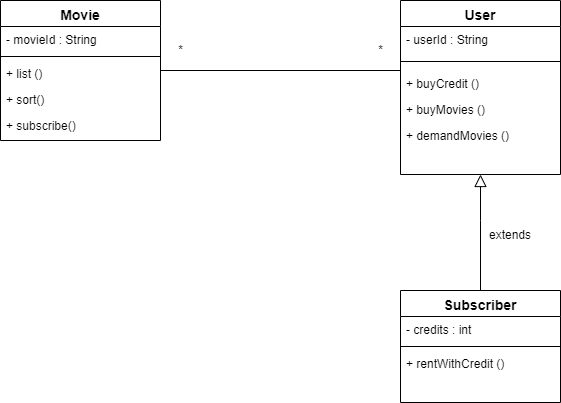 Movie
- movieId : String
+ list ()
+ sort()
+ subscribe()
*
*
User
- userId : String
+ buyCredit ()
+ buyMovies ()
+ demandMovies ()
extends
Subscriber
- credits : int
+ rentWithCredit ()